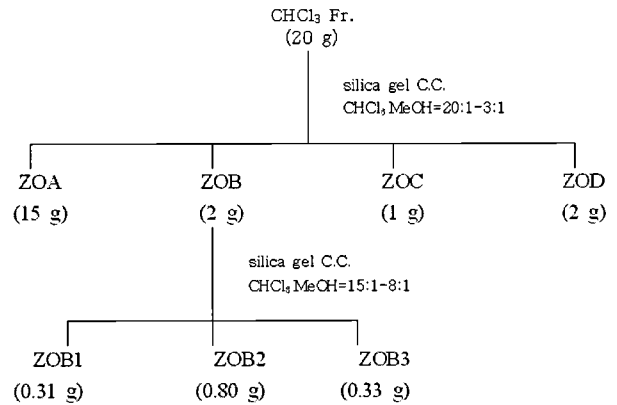 CHCl₃ Fr.
(20 g)
silica gel C.C.
CHCl₃ MeOH=20:1-3:1
ZOA ZOB ZOC ZOD
(15 g) (2 g) (1 g) (2 g)
silica gel C.C.
CHCl₃ MeOH=15:1-8:1
ZOB1 ZOB2 ZOB3
(0.31 g) (0.80 g) (0.33 g)